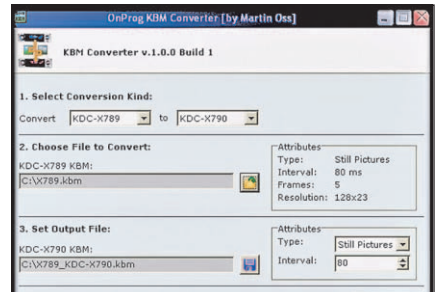 OnProg KBM Converter [by Martin Oss]
KBM Converter v.1.0.0 Build 1
1. Select Conversion Kind:
Convert KDC-X789 to KDC-X790
2. Choose File to Convert:
KDC-X789 KBM:
C:\X789.kbm
Attributes
Type: Still Pictures
Interval: 80 ms
Frames: 5
Resolution: 128x23
3. Set Output File:
KDC-X790 KBM:
C:\X789_KDC-X790.kbm
Attributes
Type: Still Pictures
Interval: 80